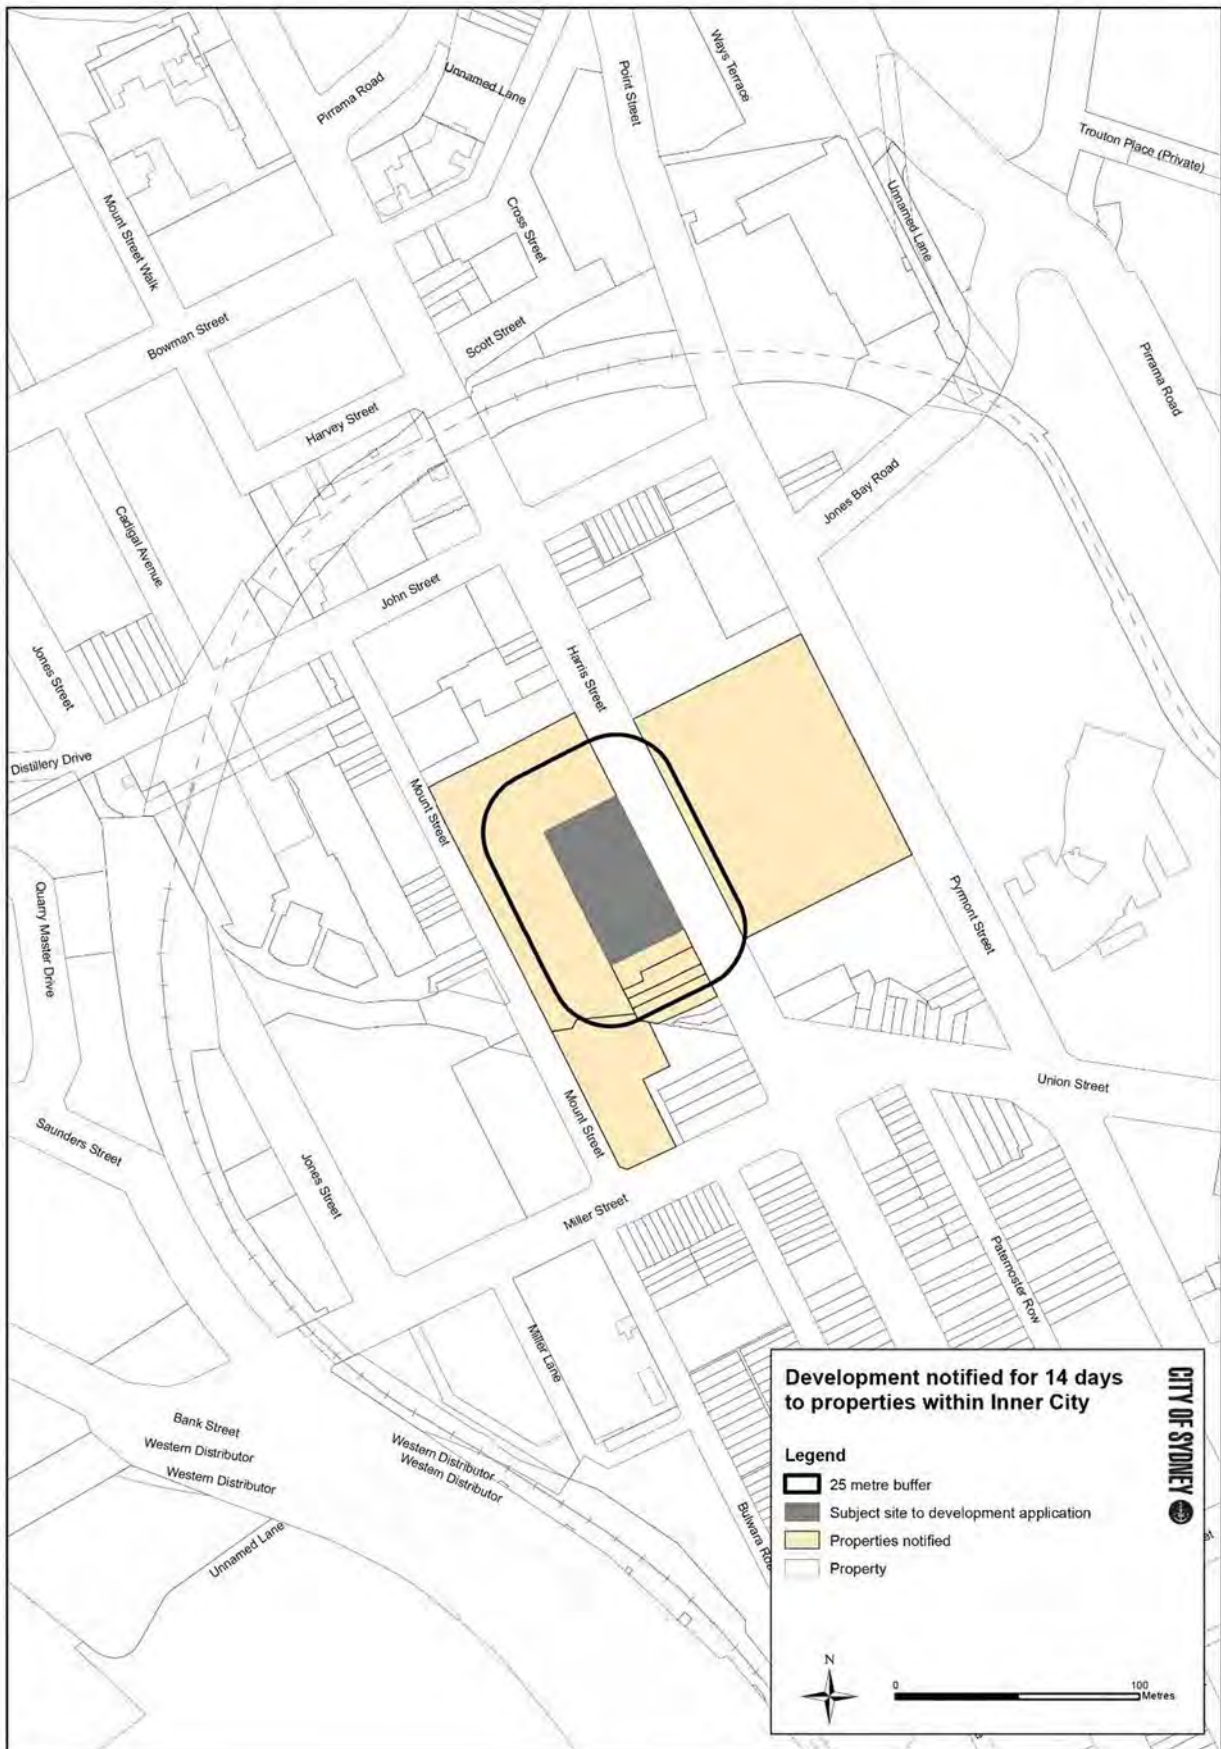 Pirrama Road
Unnamed Lane
Point Street
Ways Terrace
Trouton Place (Private)
Mount Street Walk
Cross Street
Unnamed Lane
Bowman Street
Scott Street
Pirrama Road
Harvey Street
Jones Bay Road
Cadigal Avenue
John Street
Jones Street
Harris Street
Distillery Drive
Mount Street
Quarry Master Drive
Pyrmont Street
Union Street
Saunders Street
Mount Street
Jones Street
Miller Street
Paternoster Row
Miller Lane
Bank Street
Western Distributor
Western Distributor
Western Distributor
Western Distributor
Unnamed Lane
Bulwara
Development notified for 14 days
to properties within Inner City
CITY OF SYDNEY
Legend
25 metre buffer
Subject site to development application
Properties notified
Property
N
0 100
Metres